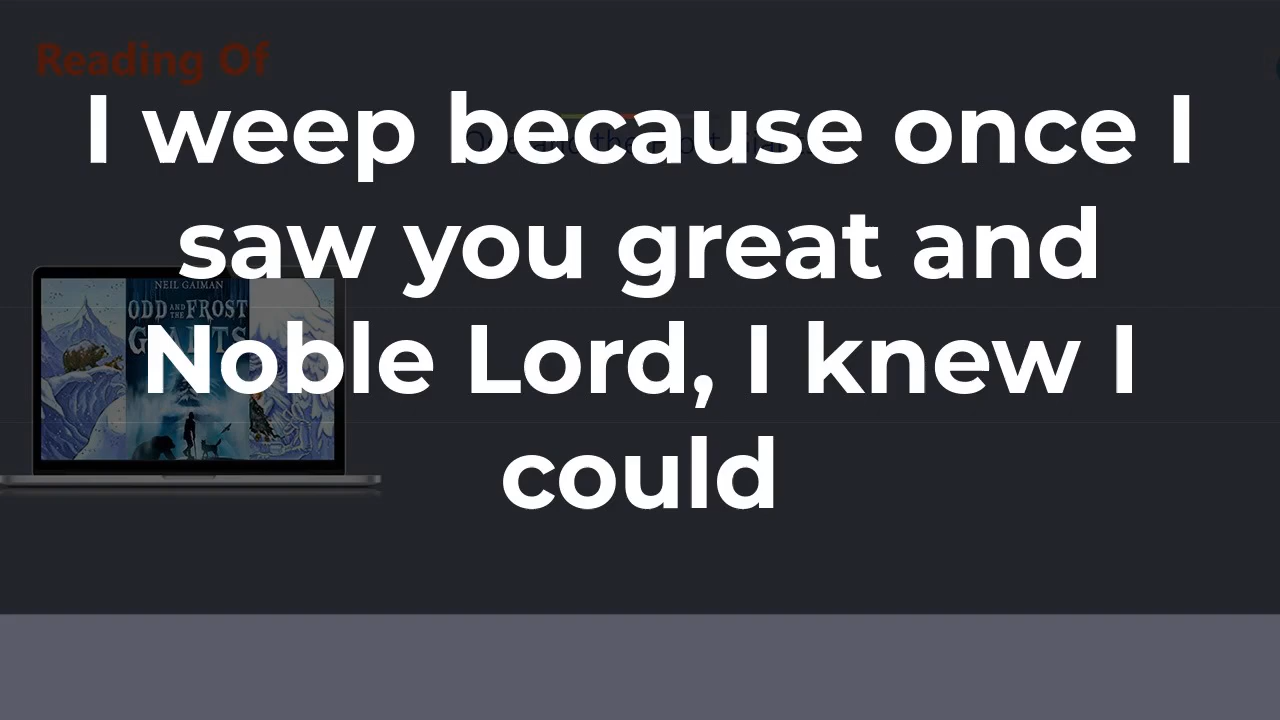 Reading Of
I weep because once I
saw you great and
Noble Lord, I knew I
could
NEIL GAIMAN
ODD AND THE FROST